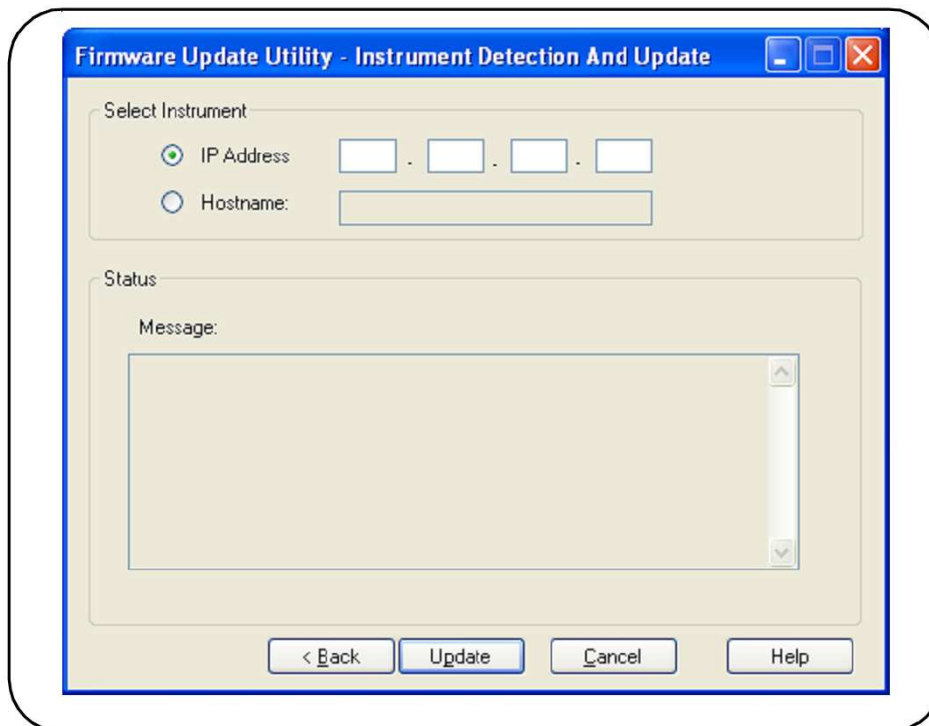 Firmware Update Utility - Instrument Detection And Update
Select Instrument
IP Address . . .
Hostname:
Status
Message:
< Back Update Cancel Help